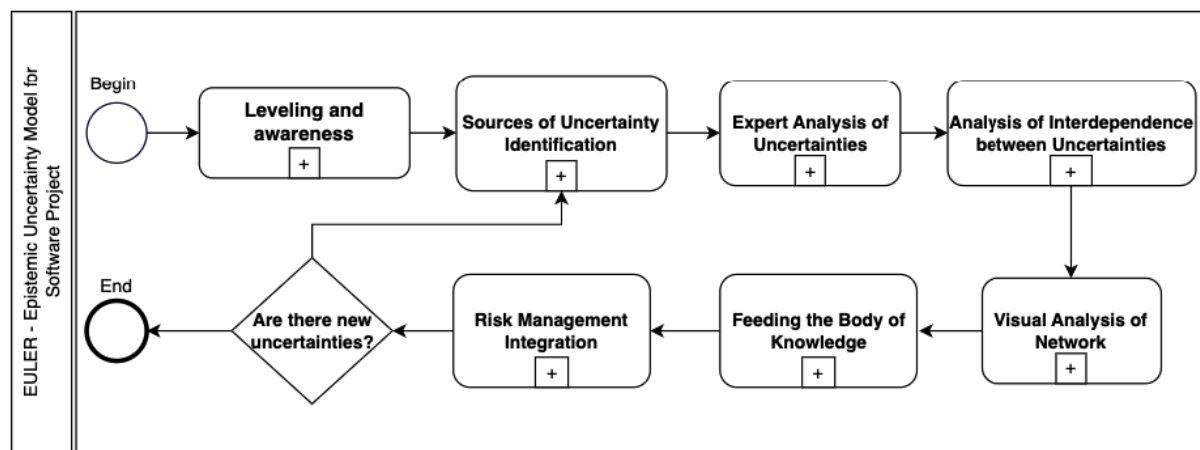 EULER - Epistemic Uncertainty Model for
Software Project
Begin
Leveling and
awareness
+
Sources of Uncertainty
Identification
+
Expert Analysis of
Uncertainties
+
Analysis of Interdependence
between Uncertainties
+
Visual Analysis of
Network
+
Feeding the Body of
Knowledge
+
Risk Management
Integration
+
Are there new
uncertainties?
End